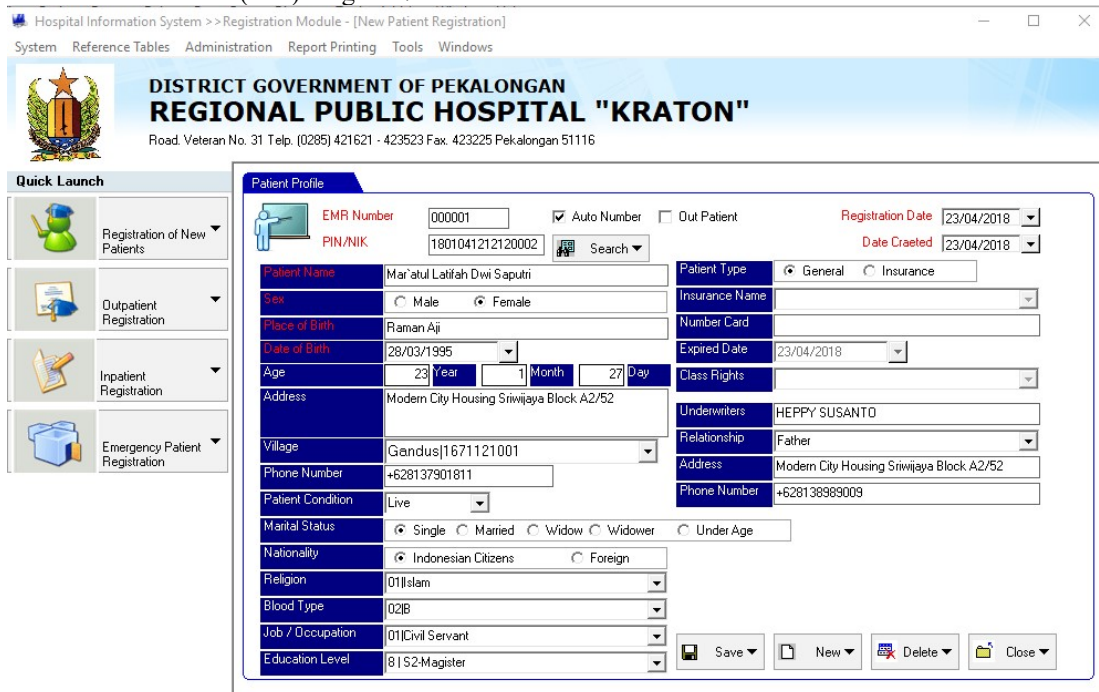 Hospital Information System >>Registration Module - [New Patient Registration]
System Reference Tables Administration Report Printing Tools Windows
DISTRICT GOVERNMENT OF PEKALONGAN
REGIONAL PUBLIC HOSPITAL "KRATON"
Road. Veteran No. 31 Telp. (0285) 421621 - 423523 Fax. 423225 Pekalongan 51116
Quick Launch
Registration of New
Patients
Outpatient
Registration
Inpatient
Registration
Emergency Patient
Registration
Patient Profile
EMR Number 000001 Auto Number Out Patient Registration Date 23/04/2018
PIN/NIK 1801041212120002 Search Date Craeted 23/04/2018
Patient Name Mar`atul Latifah Dwi Saputri
Sex Male Female
Place of Birth Raman Aji
Date of Birth 28/03/1995
Age 23 Year 1 Month 27 Day
Address Modern City Housing Sriwijaya Block A2/52
Village Gandus|1671121001
Phone Number +628137901811
Patient Condition Live
Marital Status Single Married Widow Widower Under Age
Nationality Indonesian Citizens Foreign
Religion 01|Islam
Blood Type 02|B
Job / Occupation 01|Civil Servant
Education Level 8 | S2-Magister
Patient Type General Insurance
Insurance Name
Number Card
Expired Date 23/04/2018
Class Rights
Underwriters HEPPY SUSANTO
Relationship Father
Address Modern City Housing Sriwijaya Block A2/52
Phone Number +628138989009
Save New Delete Close